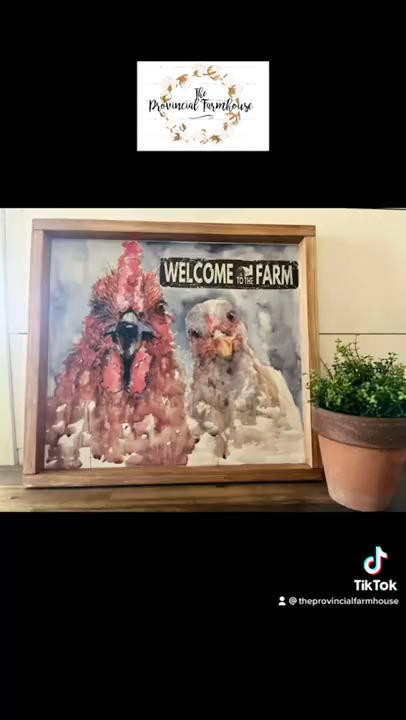 The
Provincial Farmhouse
WELCOME TO THE FARM
TikTok
@theprovincialfarmhouse